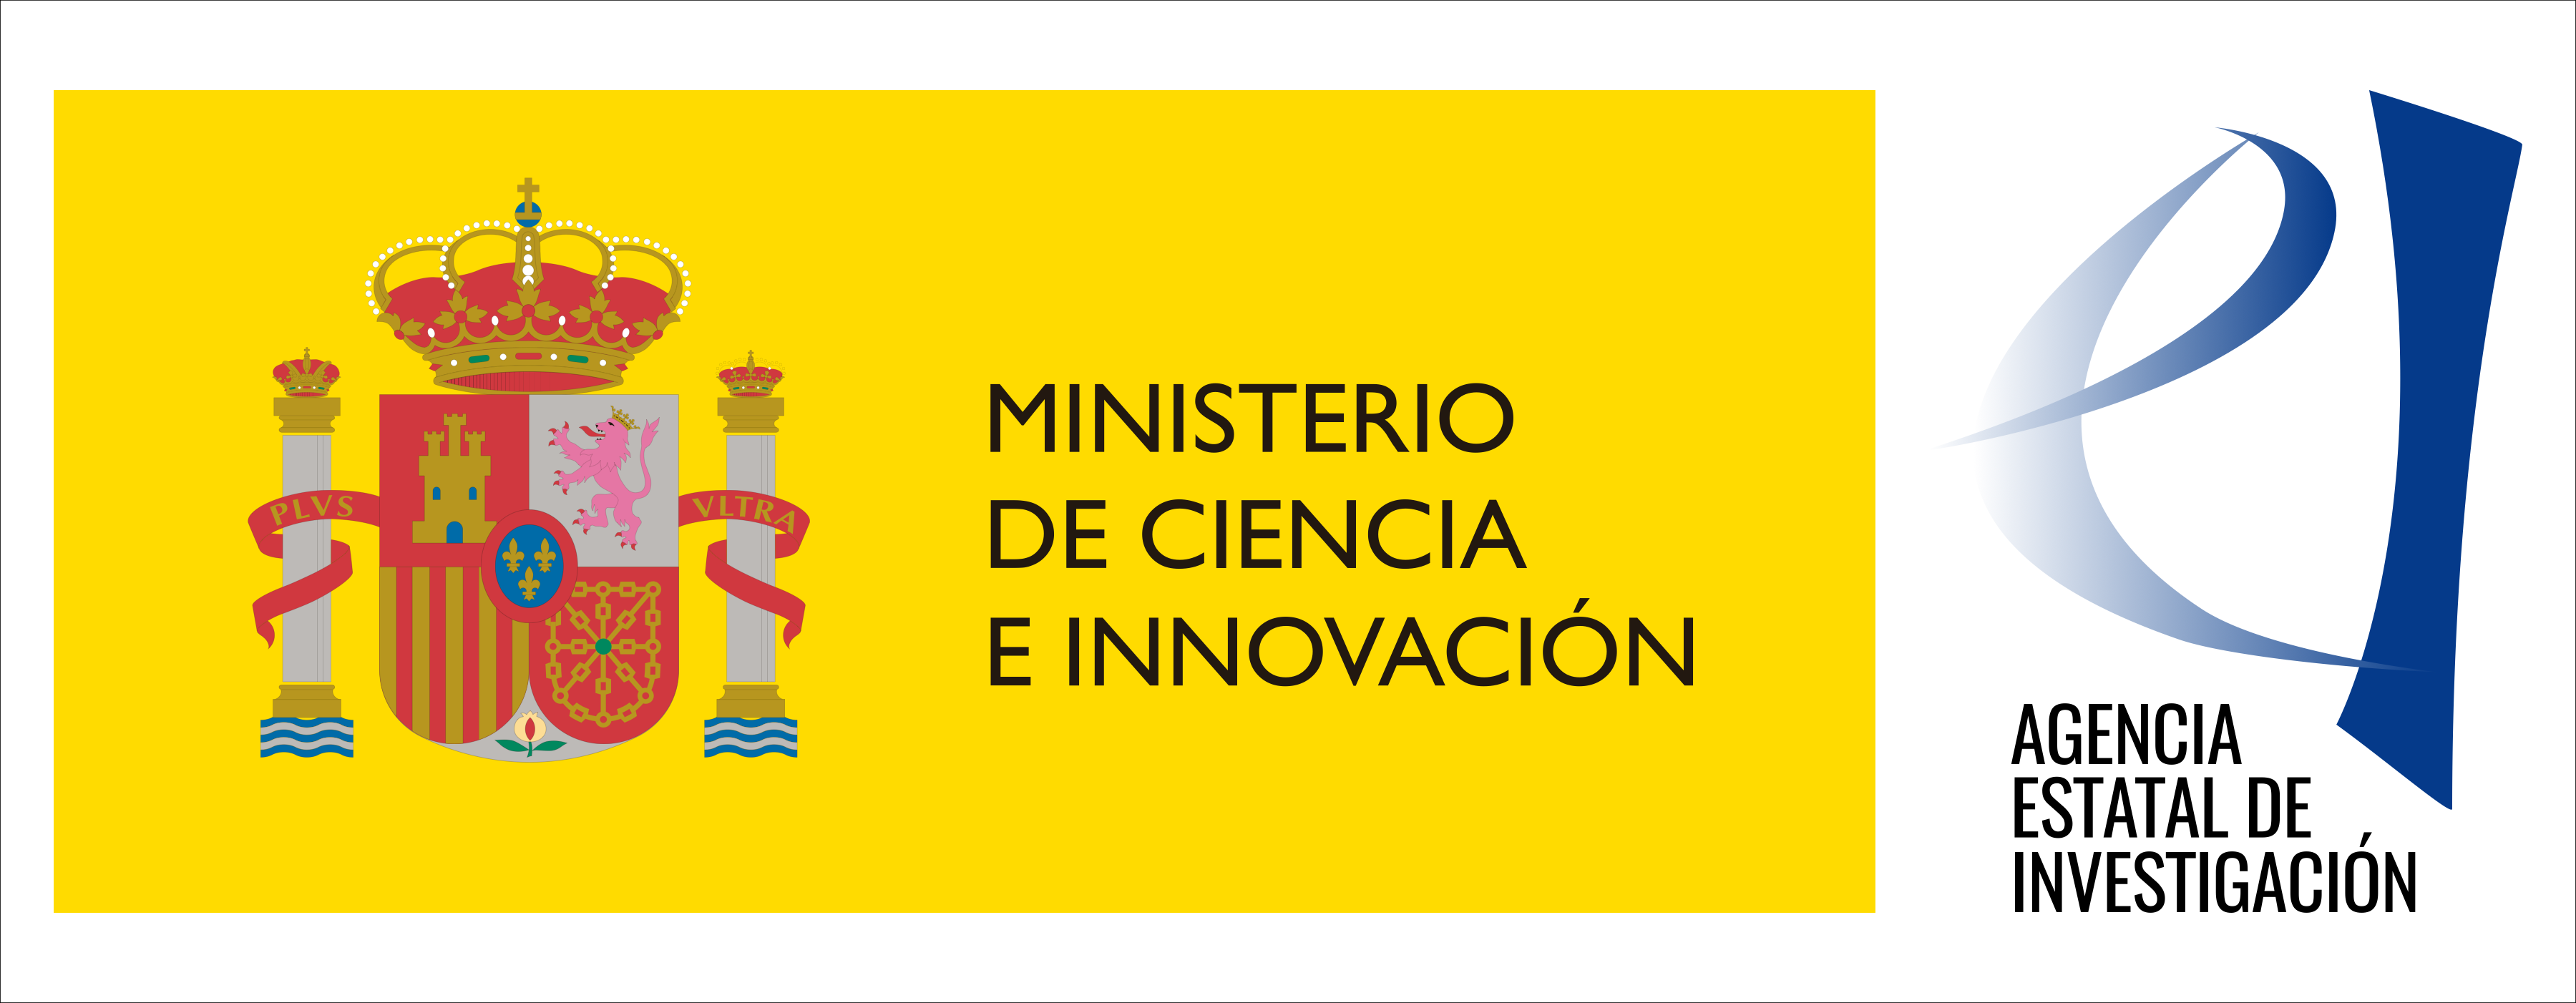 PLVS VLTRA
MINISTERIO
DE CIENCIA
E INNOVACIÓN
AGENCIA
ESTATAL DE
INVESTIGACIÓN